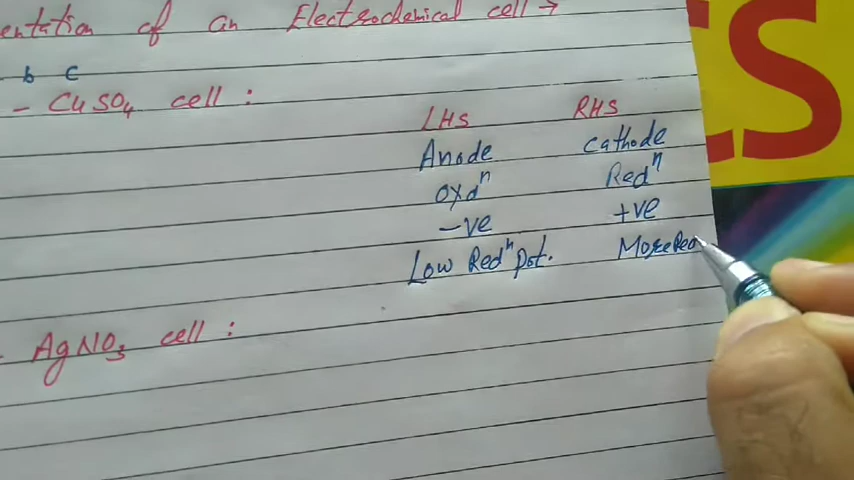 entation of an Electrochemical cell →
b c
- CuSO4 cell :
LHS RHS
Anode Cathode
oxdⁿ Redⁿ
-ve +ve
Low Redⁿ Pot. More Red
AgNO3 cell :
CS